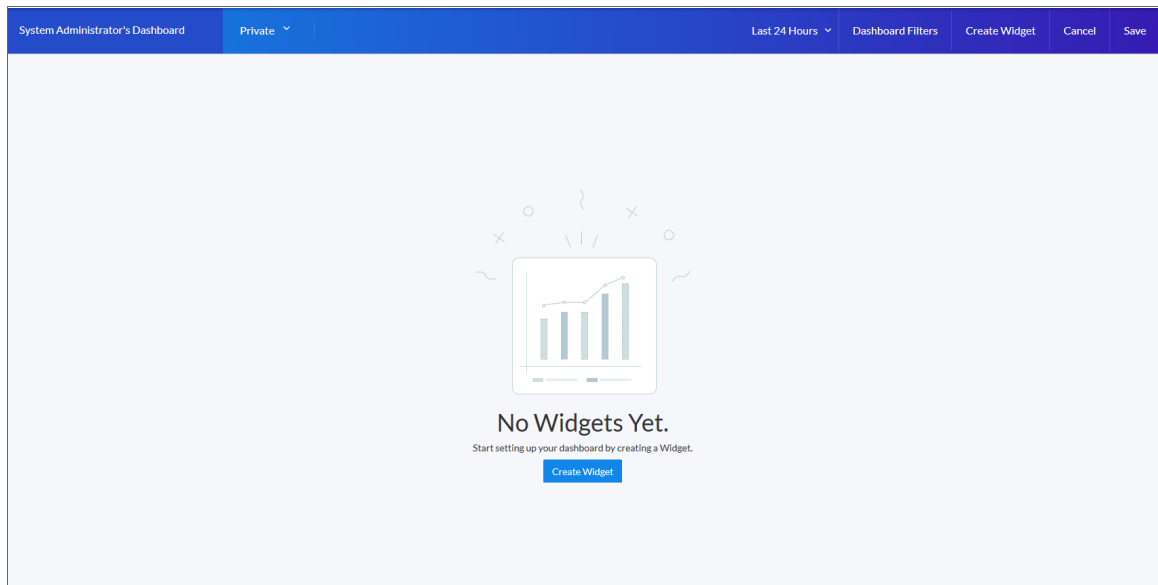 System Administrator's Dashboard
Private
Last 24 Hours
Dashboard Filters
Create Widget
Cancel
Save
No Widgets Yet.
Start setting up your dashboard by creating a Widget.
Create Widget